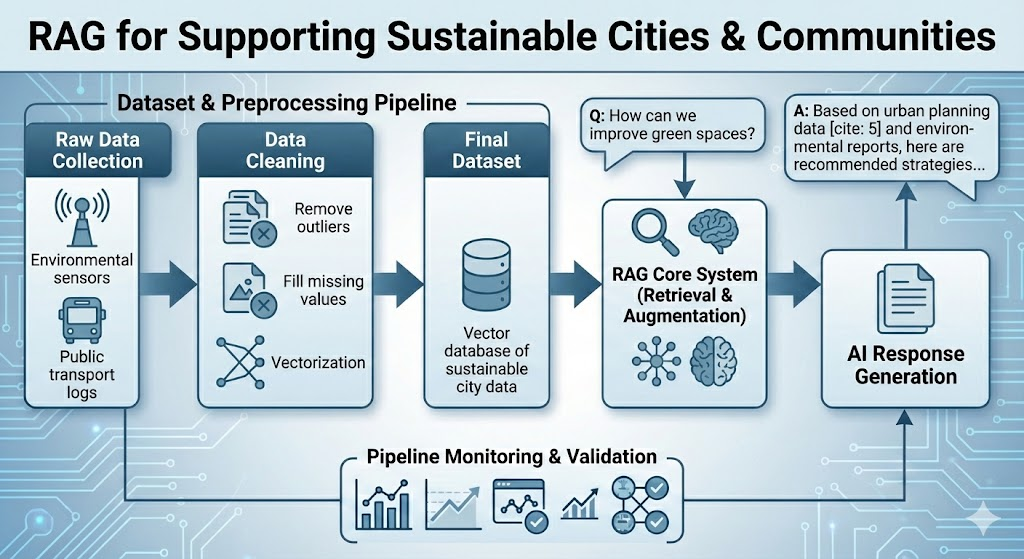 RAG for Supporting Sustainable Cities & Communities
Dataset & Preprocessing Pipeline
Raw Data
Collection
Environmental
sensors
Public
transport
logs
Data
Cleaning
Remove
outliers
Fill missing
values
Vectorization
Final
Dataset
Vector
database of
sustainable
city data
Q: How can we
improve green spaces?
RAG Core System
(Retrieval &
Augmentation)
A: Based on urban planning
data [cite: 5] and environ-
mental reports, here are
recommended strategies...
AI Response
Generation
Pipeline Monitoring & Validation